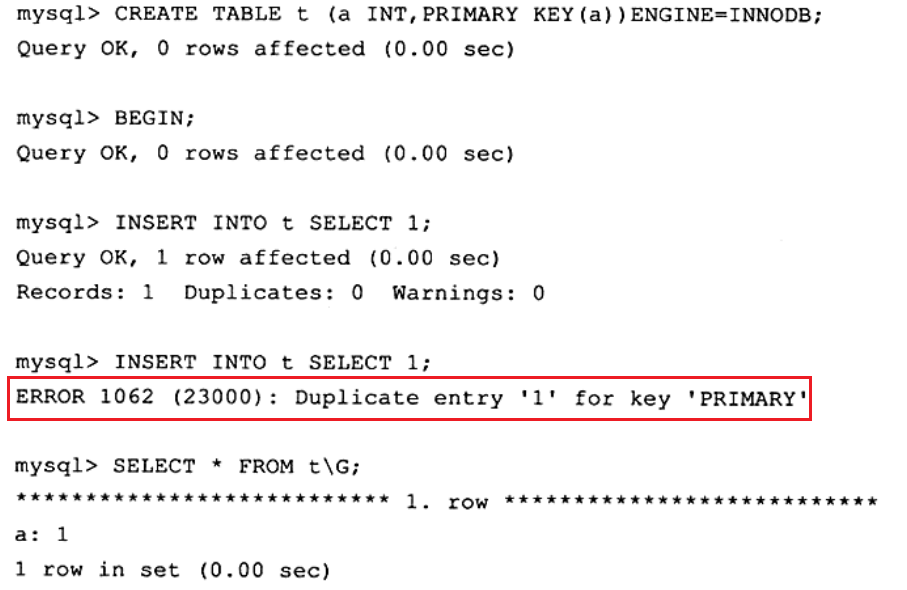 mysql> CREATE TABLE t (a INT,PRIMARY KEY(a))ENGINE=INNODB;
Query OK, 0 rows affected (0.00 sec)
mysql> BEGIN;
Query OK, 0 rows affected (0.00 sec)
mysql> INSERT INTO t SELECT 1;
Query OK, 1 row affected (0.00 sec)
Records: 1  Duplicates: 0  Warnings: 0
mysql> INSERT INTO t SELECT 1;
ERROR 1062 (23000): Duplicate entry '1' for key 'PRIMARY'
mysql> SELECT * FROM t\G;
*************************** 1. row ***************************
a: 1
1 row in set (0.00 sec)